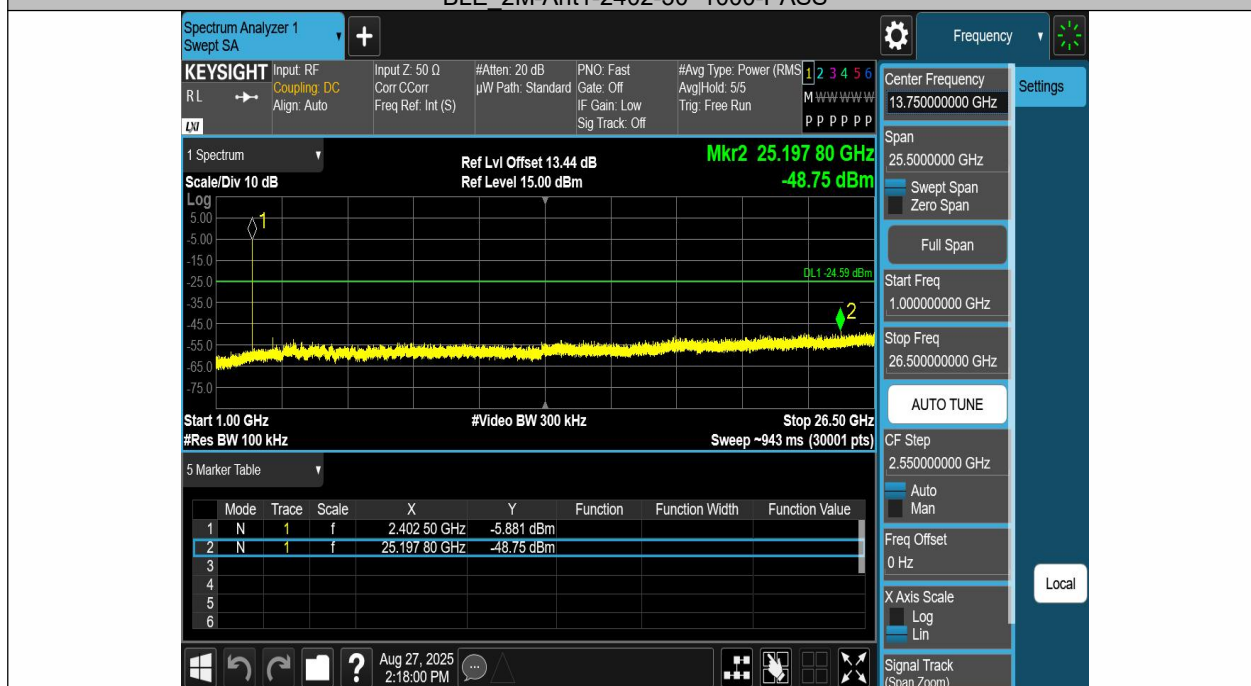 BLE_2M-Ant1-2402-30~1000-PASS
Spectrum Analyzer 1
Swept SA
+
Frequency
KEYSIGHT
RL
LXI
Input: RF
Coupling: DC
Align: Auto
Input Z: 50 Ω
Corr CCorr
Freq Ref: Int (S)
#Atten: 20 dB
µW Path: Standard
PNO: Fast
Gate: Off
IF Gain: Low
Sig Track: Off
#Avg Type: Power (RMS
Avg|Hold: 5/5
Trig: Free Run
1 2 3 4 5 6
M W W W W W
P P P P P P
1 Spectrum
Scale/Div 10 dB
Ref Lvl Offset 13.44 dB
Ref Level 15.00 dBm
Mkr2 25.197 80 GHz
-48.75 dBm
Log
5.00
-5.00
-15.0
-25.0
-35.0
-45.0
-55.0
-65.0
-75.0
1
DL1 -24.59 dBm
2
Start 1.00 GHz
#Res BW 100 kHz
#Video BW 300 kHz
Stop 26.50 GHz
Sweep ~943 ms (30001 pts)
5 Marker Table
Mode Trace Scale X Y Function Function Width Function Value
1 N 1 f 2.402 50 GHz -5.881 dBm
2 N 1 f 25.197 80 GHz -48.75 dBm
3
4
5
6
Aug 27, 2025
2:18:00 PM
Center Frequency
13.750000000 GHz
Settings
Span
25.5000000 GHz
Swept Span
Zero Span
Full Span
Start Freq
1.000000000 GHz
Stop Freq
26.500000000 GHz
AUTO TUNE
CF Step
2.550000000 GHz
Auto
Man
Freq Offset
0 Hz
Local
X Axis Scale
Log
Lin
Signal Track
(Span Zoom)